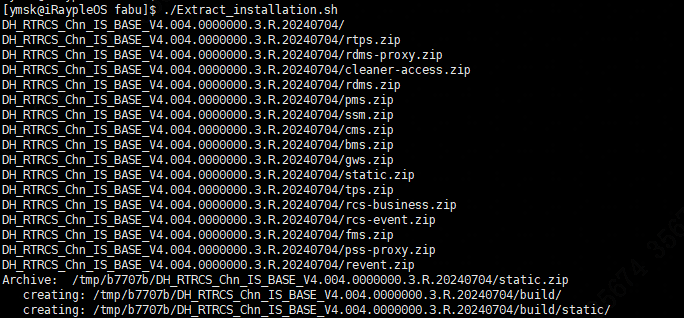 [ymsk@iRaypleOS fabu]$ ./Extract_installation.sh
DH_RTRCS_Chn_IS_BASE_V4.004.0000000.3.R.20240704/
DH_RTRCS_Chn_IS_BASE_V4.004.0000000.3.R.20240704/rtps.zip
DH_RTRCS_Chn_IS_BASE_V4.004.0000000.3.R.20240704/rdms-proxy.zip
DH_RTRCS_Chn_IS_BASE_V4.004.0000000.3.R.20240704/cleaner-access.zip
DH_RTRCS_Chn_IS_BASE_V4.004.0000000.3.R.20240704/rdms.zip
DH_RTRCS_Chn_IS_BASE_V4.004.0000000.3.R.20240704/pms.zip
DH_RTRCS_Chn_IS_BASE_V4.004.0000000.3.R.20240704/ssm.zip
DH_RTRCS_Chn_IS_BASE_V4.004.0000000.3.R.20240704/cms.zip
DH_RTRCS_Chn_IS_BASE_V4.004.0000000.3.R.20240704/bms.zip
DH_RTRCS_Chn_IS_BASE_V4.004.0000000.3.R.20240704/gws.zip
DH_RTRCS_Chn_IS_BASE_V4.004.0000000.3.R.20240704/static.zip
DH_RTRCS_Chn_IS_BASE_V4.004.0000000.3.R.20240704/tps.zip
DH_RTRCS_Chn_IS_BASE_V4.004.0000000.3.R.20240704/rcs-business.zip
DH_RTRCS_Chn_IS_BASE_V4.004.0000000.3.R.20240704/rcs-event.zip
DH_RTRCS_Chn_IS_BASE_V4.004.0000000.3.R.20240704/fms.zip
DH_RTRCS_Chn_IS_BASE_V4.004.0000000.3.R.20240704/pss-proxy.zip
DH_RTRCS_Chn_IS_BASE_V4.004.0000000.3.R.20240704/revent.zip
Archive:  /tmp/b7707b/DH_RTRCS_Chn_IS_BASE_V4.004.0000000.3.R.20240704/static.zip
   creating: /tmp/b7707b/DH_RTRCS_Chn_IS_BASE_V4.004.0000000.3.R.20240704/build/
   creating: /tmp/b7707b/DH_RTRCS_Chn_IS_BASE_V4.004.0000000.3.R.20240704/build/static/